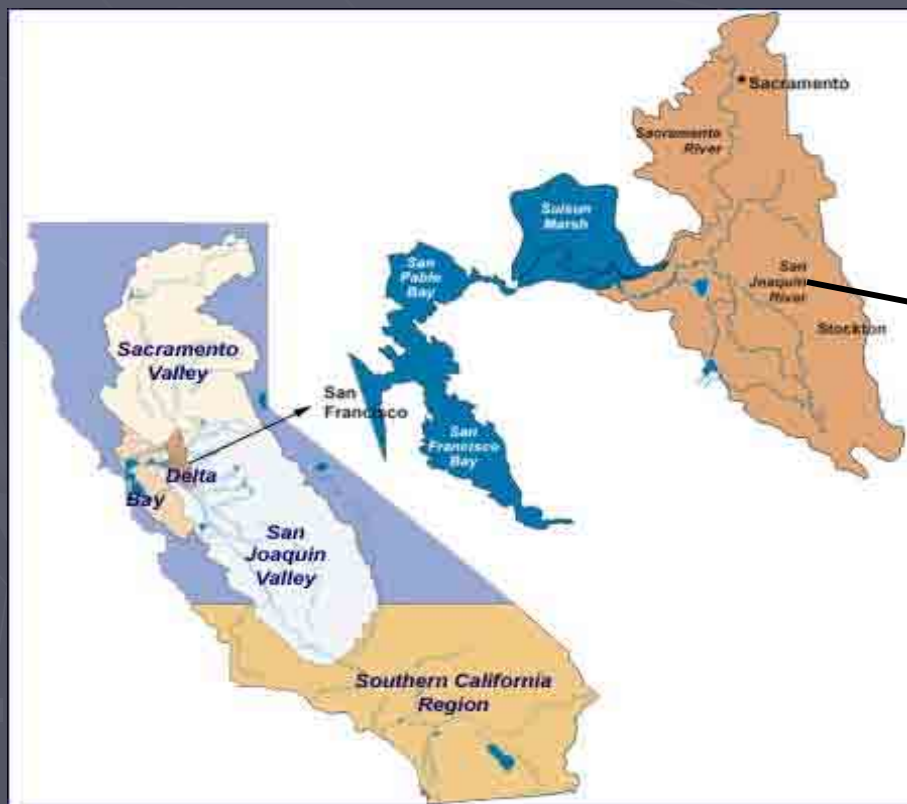 Sacramento
Sacramento
River
Suisun
Marsh
San
Pablo
Bay
San
Joaquin
River
Stockton
San
Francisco
San
Francisco
Bay
Sacramento
Valley
Delta
Bay
San
Joaquin
Valley
Southern California
Region